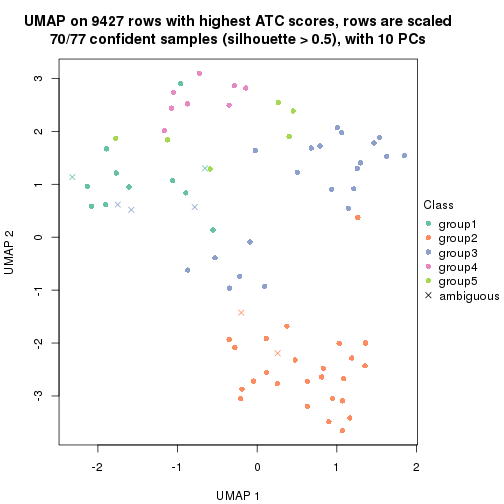 UMAP on 9427 rows with highest ATC scores, rows are scaled
70/77 confident samples (silhouette > 0.5), with 10 PCs
3
2
1
0
-1
-2
-3
UMAP 2
-2
-1
0
1
2
UMAP 1
Class
group1
group2
group3
group4
group5
ambiguous